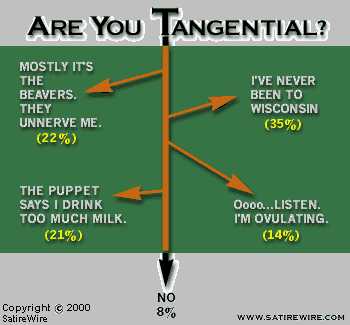 ARE YOU TANGENTIAL?
MOSTLY IT'S
THE
BEAVERS.
THEY
UNNERVE ME.
(22%)
I'VE NEVER
BEEN TO
WISCONSIN
(35%)
THE PUPPET
SAYS I DRINK
TOO MUCH MILK.
(21%)
Oooo...LISTEN.
I'M OVULATING.
(14%)
NO
8%
Copyright © 2000
SatireWire
WWW.SATIREWIRE.COM